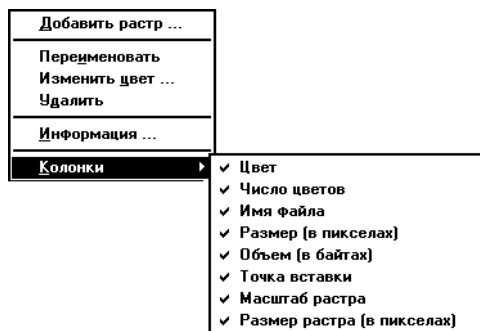 Добавить растр ...
Переименовать
Изменить цвет ...
Удалить
Информация ...
Колонки
Цвет
Число цветов
Имя файла
Размер (в пикселах)
Объем (в байтах)
Точка вставки
Масштаб растра
Размер растра (в пикселах)